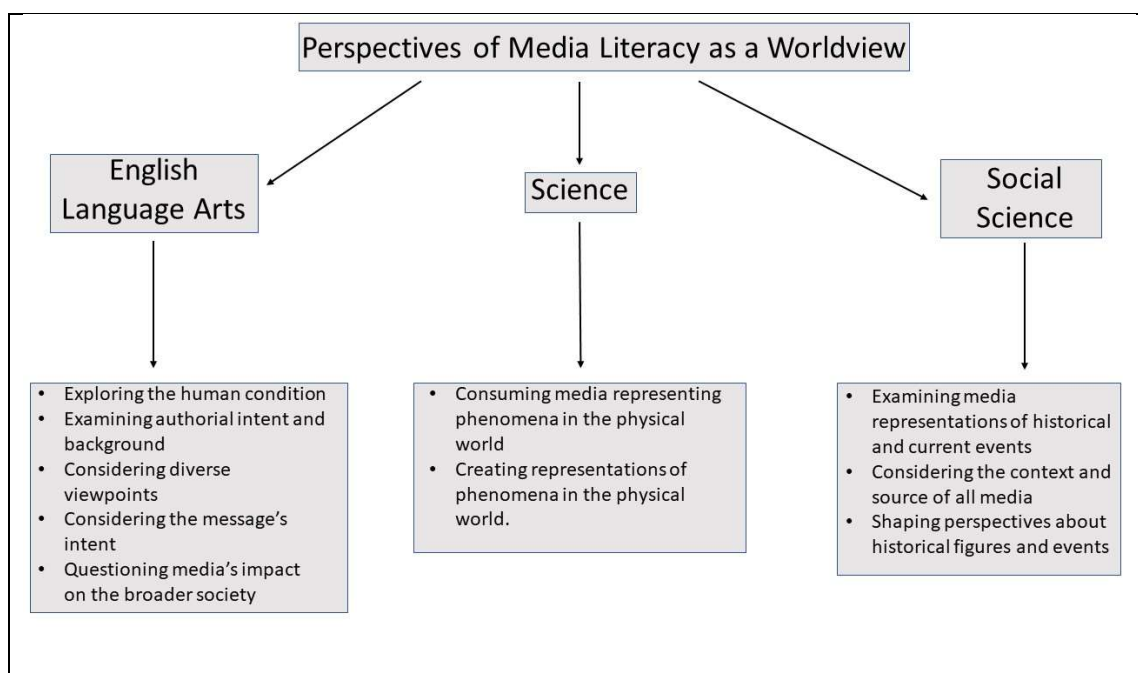 Perspectives of Media Literacy as a Worldview
English
Language Arts
Science
Social
Science
• Exploring the human condition
• Examining authorial intent and
background
• Considering diverse
viewpoints
• Considering the message's
intent
• Questioning media's impact
on the broader society
• Consuming media representing
phenomena in the physical
world
• Creating representations of
phenomena in the physical
world.
• Examining media
representations of historical
and current events
• Considering the context and
source of all media
• Shaping perspectives about
historical figures and events